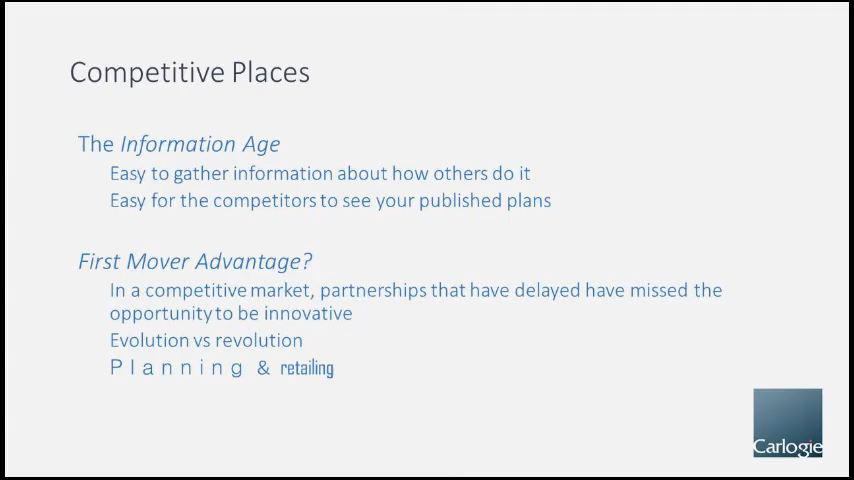 Competitive Places
The Information Age
Easy to gather information about how others do it
Easy for the competitors to see your published plans
First Mover Advantage?
In a competitive market, partnerships that have delayed have missed the
opportunity to be innovative
Evolution vs revolution
Planning & retailing
Carlogie